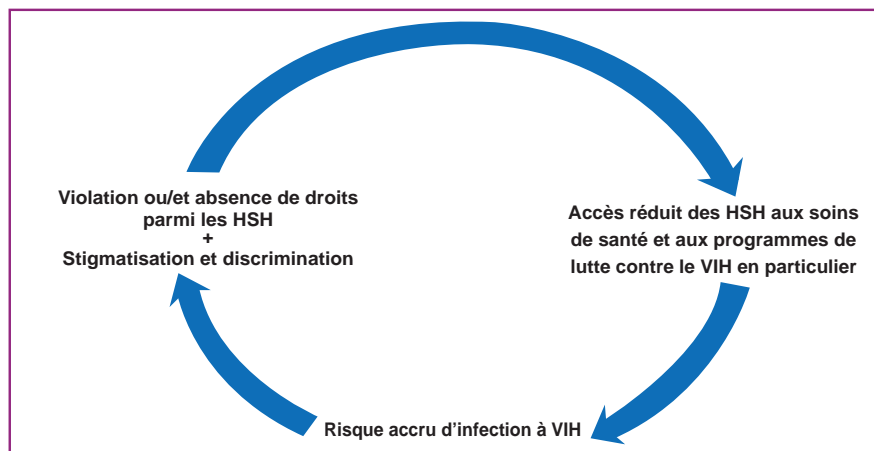 Violation ou/et absence de droits
parmi les HSH
+
Stigmatisation et discrimination
Accès réduit des HSH aux soins
de santé et aux programmes de
lutte contre le VIH en particulier
Risque accru d’infection à VIH